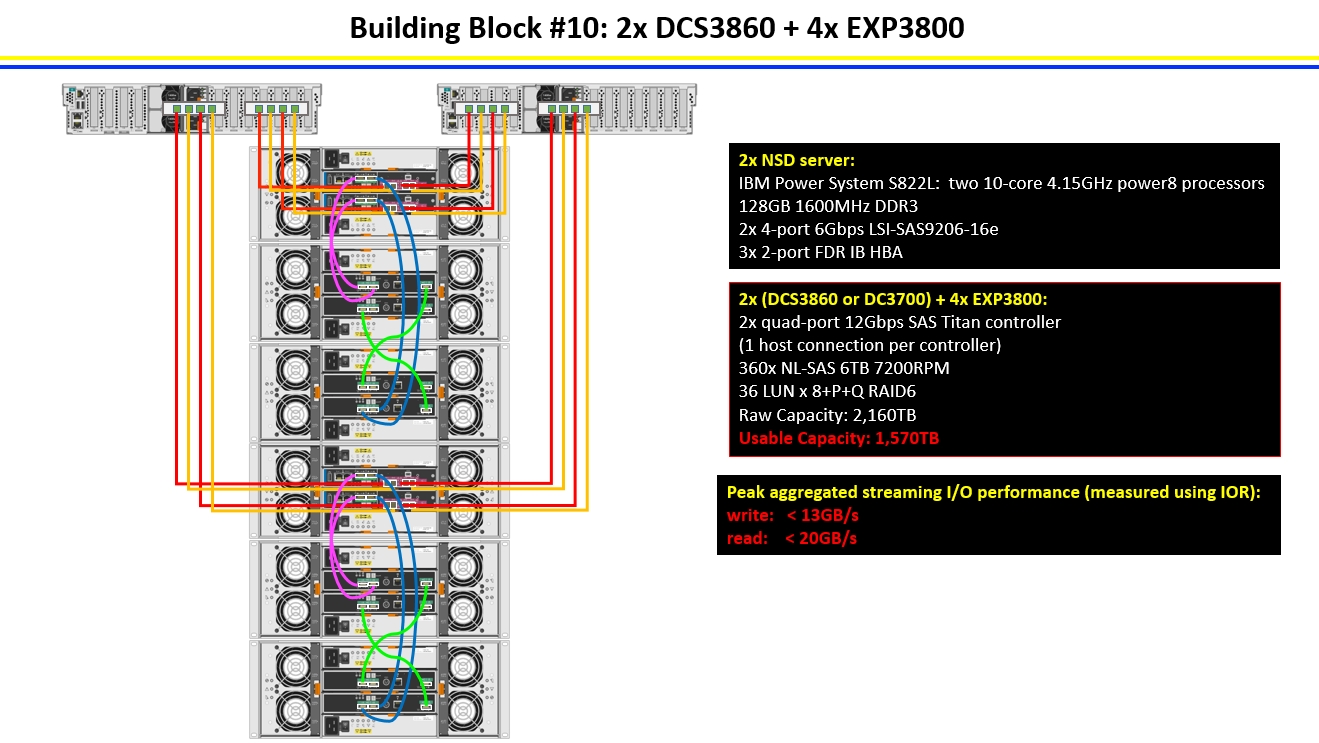 Building Block #10: 2x DCS3860 + 4x EXP3800
2x NSD server:
IBM Power System S822L: two 10-core 4.15GHz power8 processors
128GB 1600MHz DDR3
2x 4-port 6Gbps LSI-SAS9206-16e
3x 2-port FDR IB HBA
2x (DCS3860 or DC3700) + 4x EXP3800:
2x quad-port 12Gbps SAS Titan controller
(1 host connection per controller)
360x NL-SAS 6TB 7200RPM
36 LUN x 8+P+Q RAID6
Raw Capacity: 2,160TB
Usable Capacity: 1,570TB
Peak aggregated streaming I/O performance (measured using IOR):
write: < 13GB/s
read: < 20GB/s